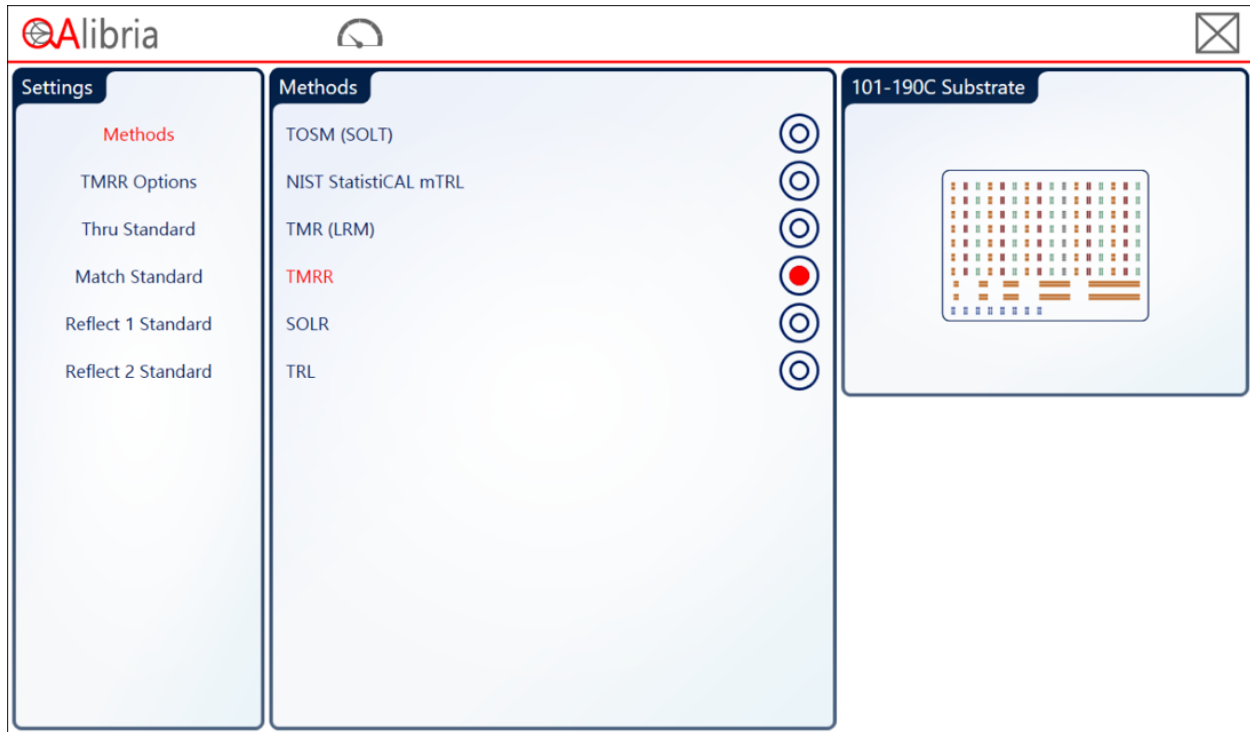 QAlibria
Settings
Methods
TMRR Options
Thru Standard
Match Standard
Reflect 1 Standard
Reflect 2 Standard
Methods
TOSM (SOLT)
NIST StatistiCAL mTRL
TMR (LRM)
TMRR
SOLR
TRL
101-190C Substrate